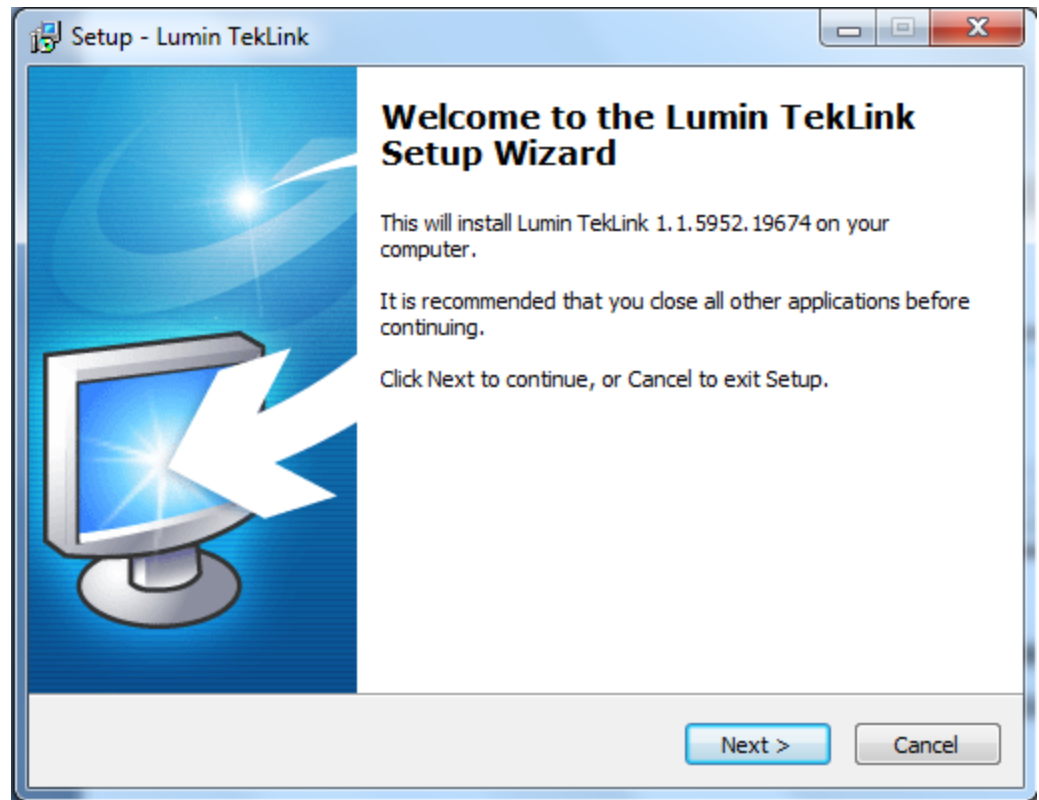 Setup - Lumin TekLink
Welcome to the Lumin TekLink
Setup Wizard
This will install Lumin TekLink 1.1.5952.19674 on your
computer.
It is recommended that you close all other applications before
continuing.
Click Next to continue, or Cancel to exit Setup.
Next >
Cancel